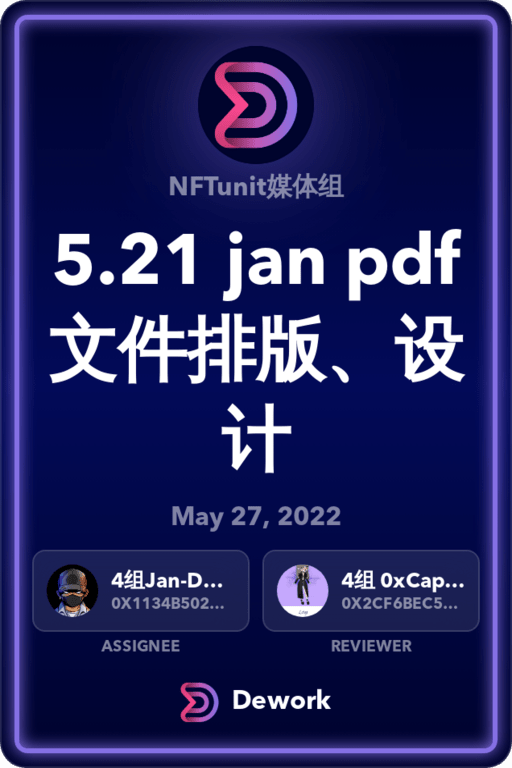 NFTunit媒体组
5.21 jan pdf
文件排版、设
计
May 27, 2022
4组Jan-D...
0X1134B502...
ASSIGNEE
4组 0xCap...
0X2CF6BEC5...
REVIEWER
Dework